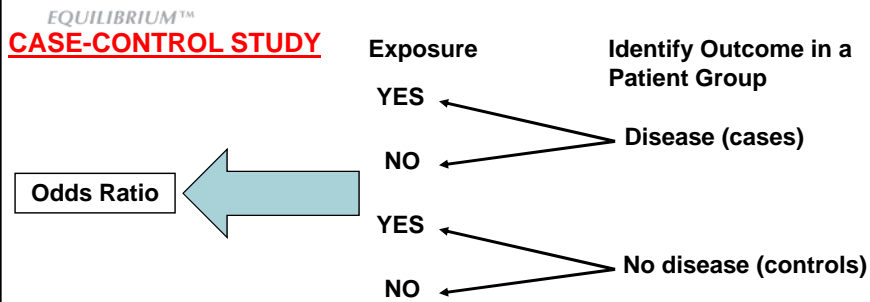 EQUILIBRIUM™
CASE-CONTROL STUDY
Exposure
Identify Outcome in a
Patient Group
YES
Disease (cases)
NO
Odds Ratio
YES
No disease (controls)
NO